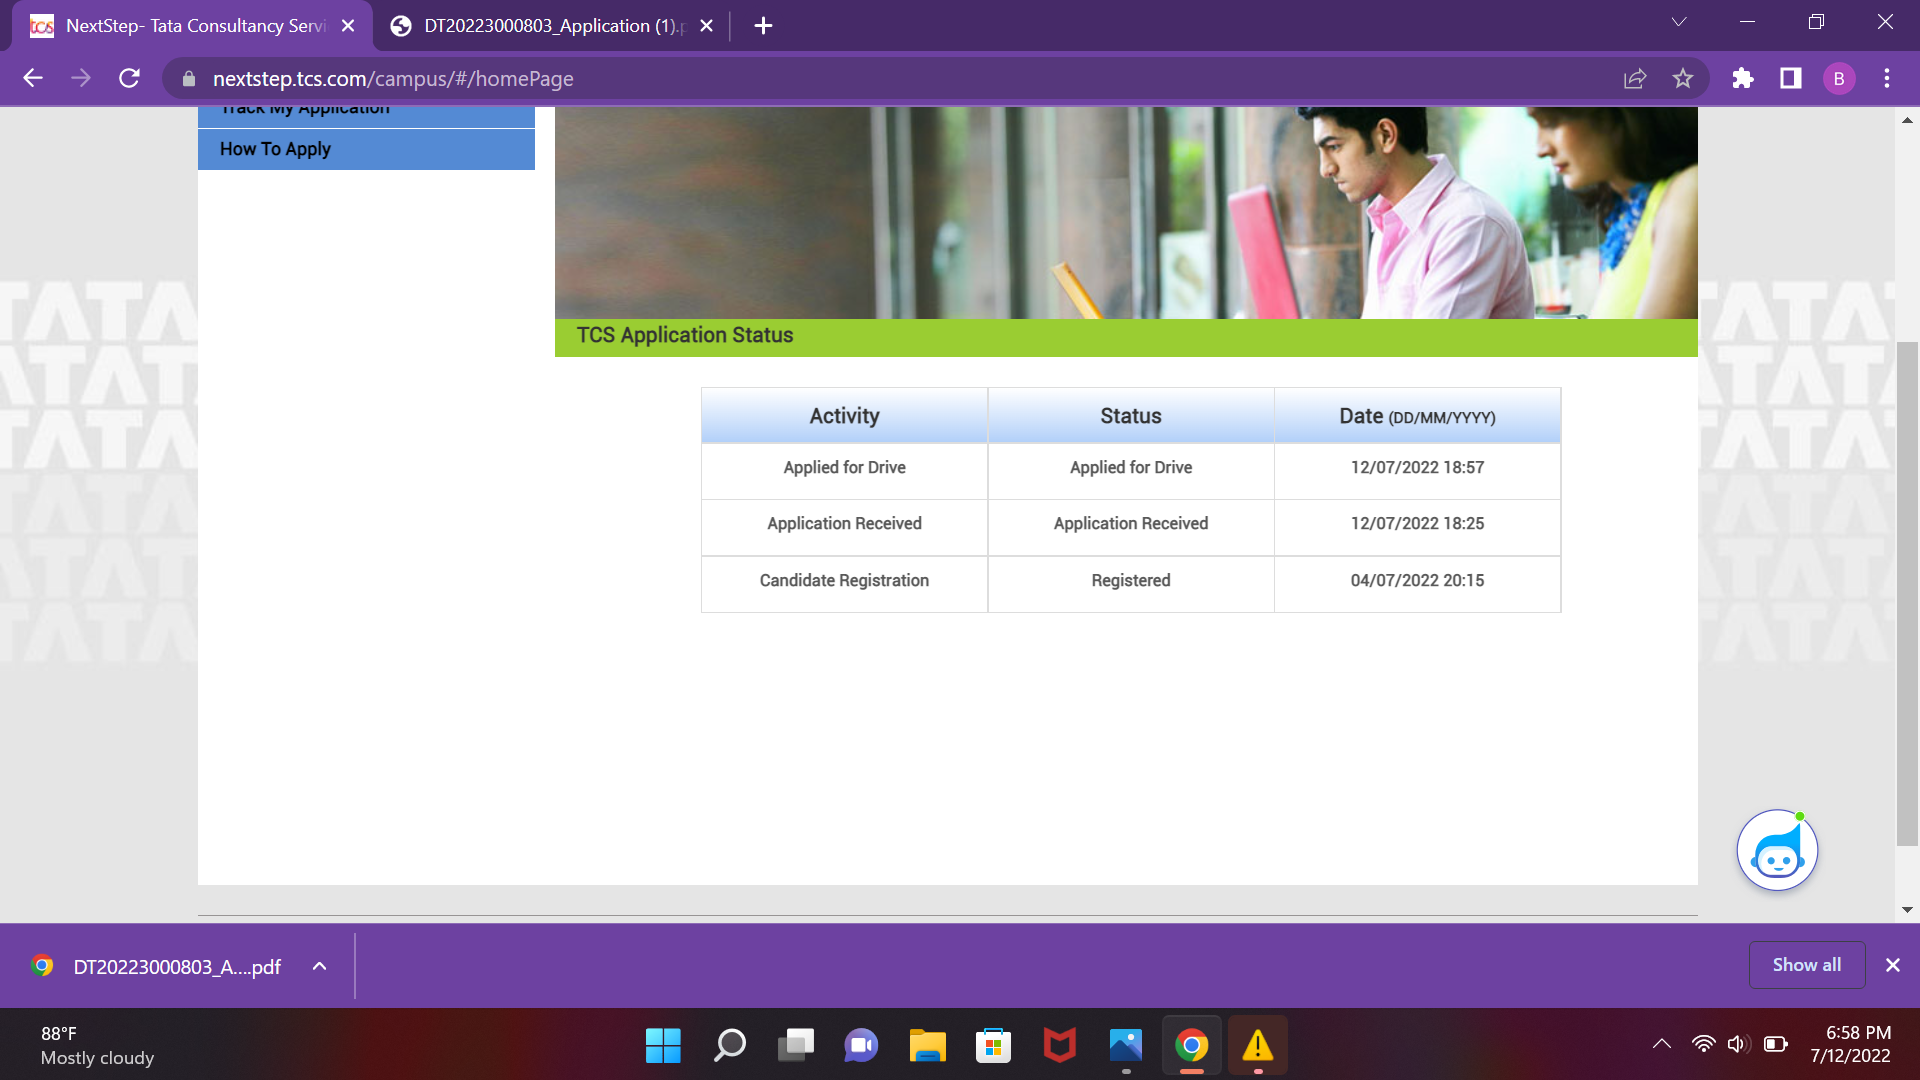 NextStep- Tata Consultancy Servi
DT20223000803_Application (1).p
nextstep.tcs.com/campus/#/homePage
B
Track My Application
How To Apply
TCS Application Status
Activity Status Date (DD/MM/YYYY)
Applied for Drive Applied for Drive 12/07/2022 18:57
Application Received Application Received 12/07/2022 18:25
Candidate Registration Registered 04/07/2022 20:15
DT20223000803_A....pdf
Show all
88°F
Mostly cloudy
6:58 PM
7/12/2022